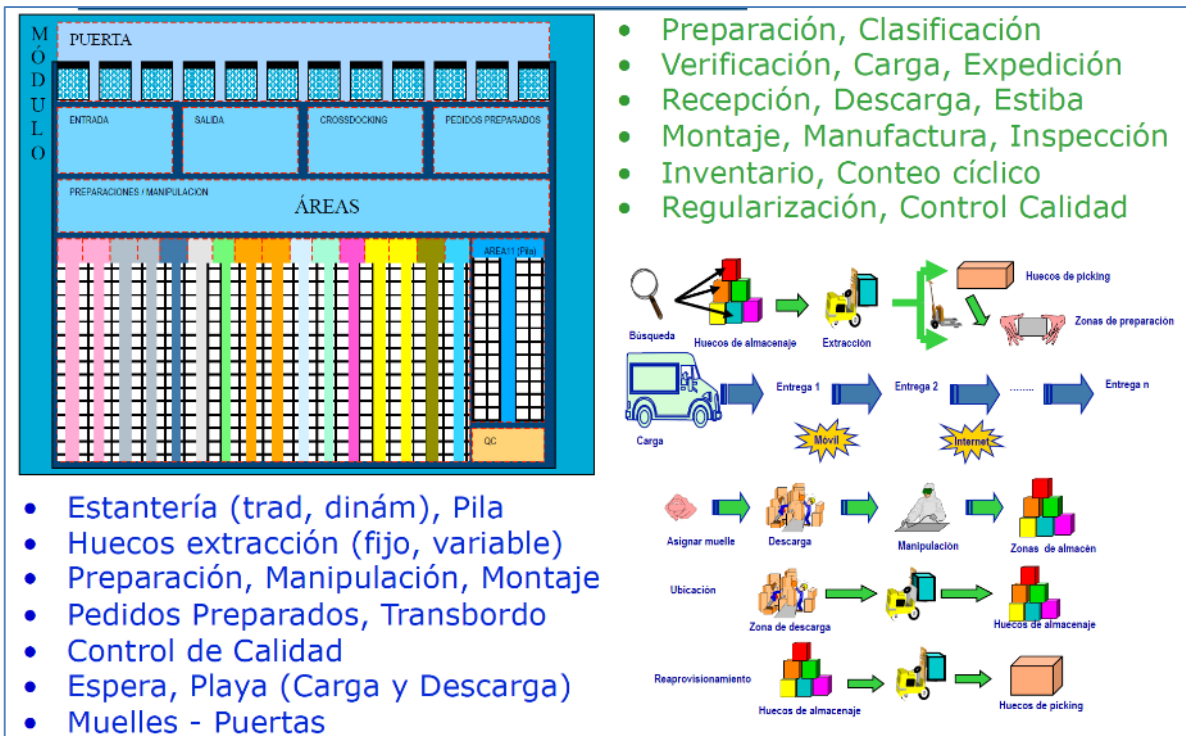 MÓDULO
PUERTA
ENTRADA
SALIDA
CROSSDOCKING
PEDIDOS PREPARADOS
PREPARACIONES / MANIPULACION
ÁREAS
AREA11 (Pila)
QC
• Estantería (trad, dinám), Pila
• Huecos extracción (fijo, variable)
• Preparación, Manipulación, Montaje
• Pedidos Preparados, Transbordo
• Control de Calidad
• Espera, Playa (Carga y Descarga)
• Muelles - Puertas
• Preparación, Clasificación
• Verificación, Carga, Expedición
• Recepción, Descarga, Estiba
• Montaje, Manufactura, Inspección
• Inventario, Conteo cíclico
• Regularización, Control Calidad
Búsqueda
Huecos de almacenaje
Extracción
Huecos de picking
Zonas de preparación
Carga
Entrega 1
Entrega 2
........
Entrega n
Móvil
Internet
Asignar muelle
Descarga
Manipulación
Zonas de almacén
Ubicación
Zona de descarga
Huecos de almacenaje
Reaprovisionamiento
Huecos de almacenaje
Huecos de picking